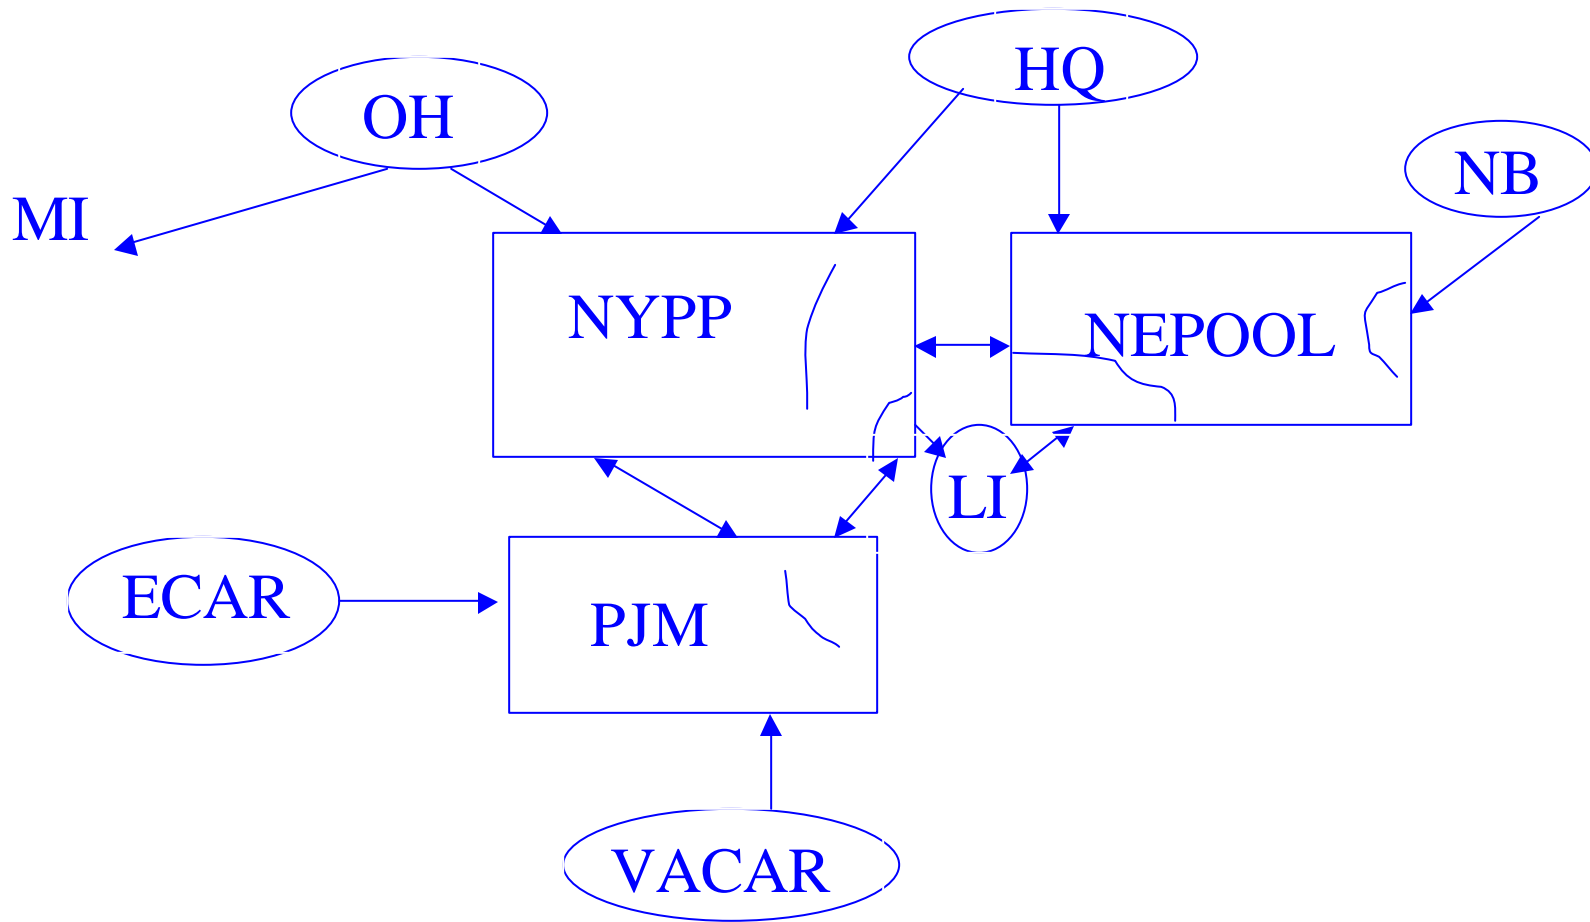 HQ
OH
NB
MI
NYPP
NEPOOL
LI
ECAR
PJM
VACAR